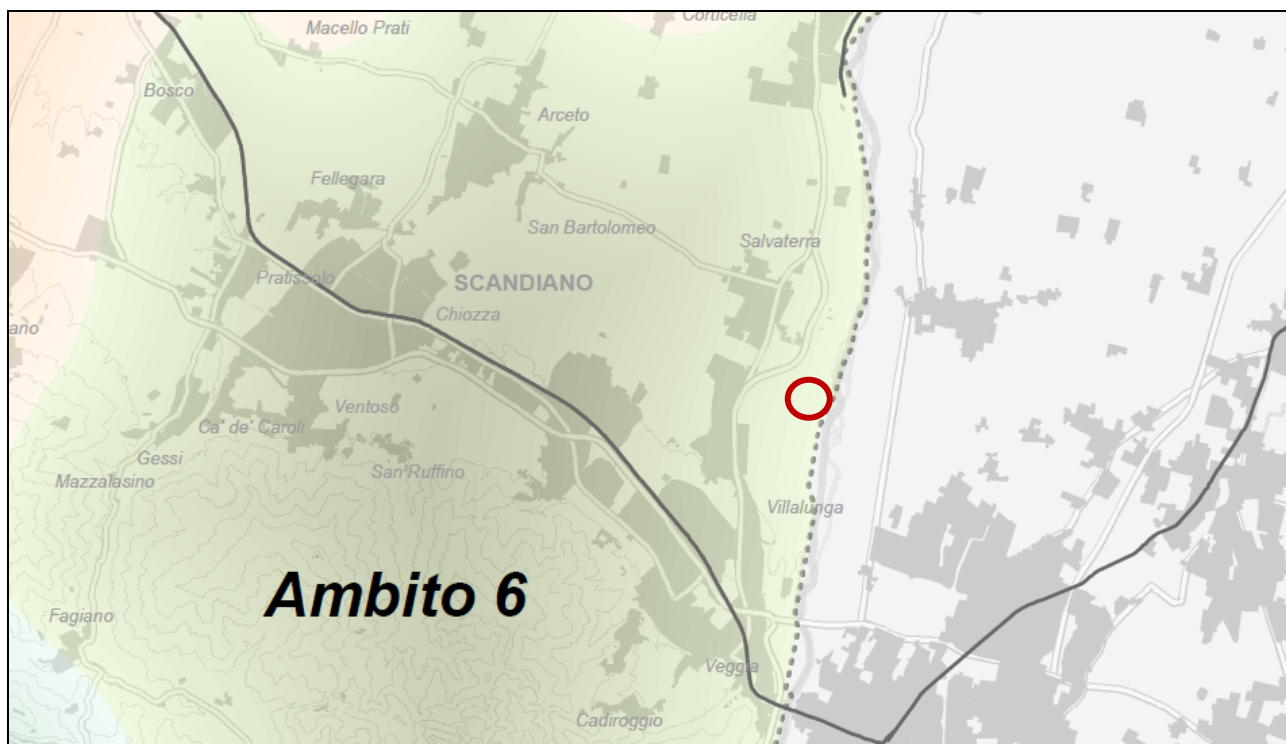 Corticella
Macello Prati
Bosco
Arceto
Fellegara
San Bartolomeo
Salvaterra
Pratissolo
SCANDIANO
Chiozza
ano
Ventoso
Ca' de' Caroli
Gessi
San Ruffino
Mazzalasino
Villalunga
Ambito 6
Fagiano
Veggia
Cadiroggio